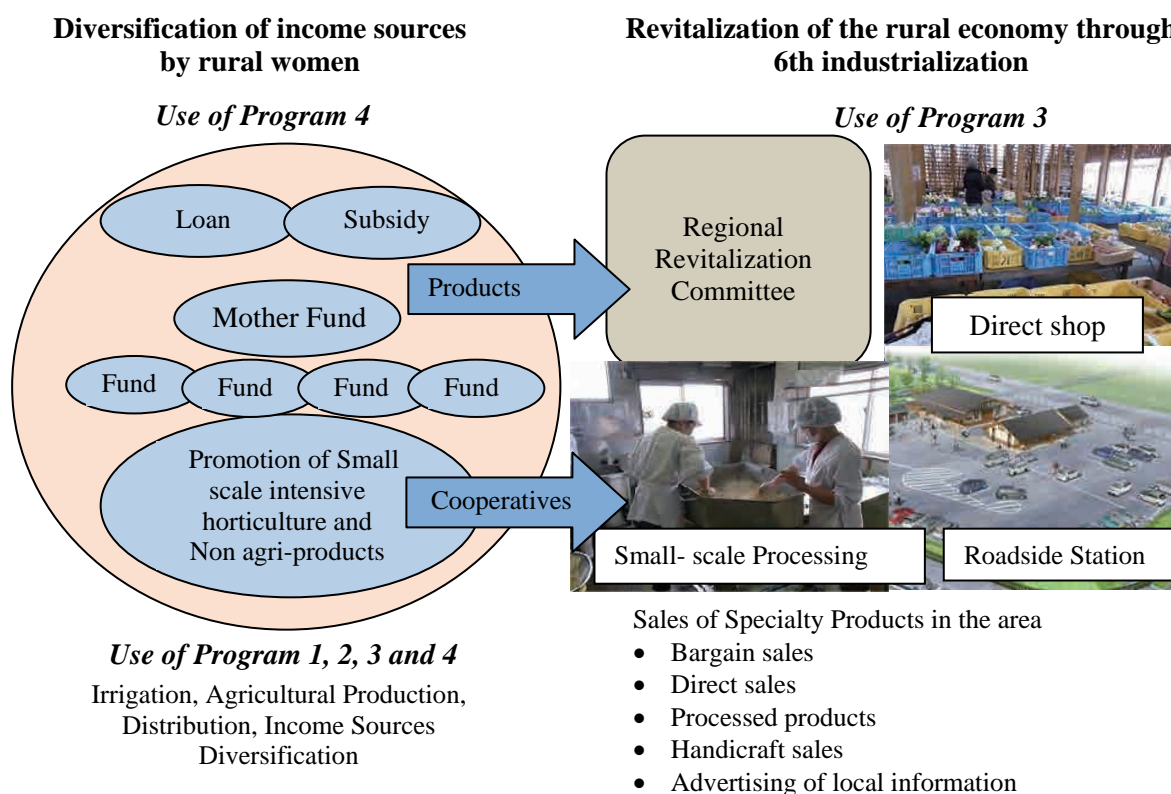 Diversification of income sources
by rural women
Use of Program 4
Loan
Subsidy
Mother Fund
Fund
Fund
Fund
Fund
Promotion of Small
scale intensive
horticulture and
Non agri-products
Products
Cooperatives
Use of Program 1, 2, 3 and 4
Irrigation, Agricultural Production,
Distribution, Income Sources
Diversification
Revitalization of the rural economy through
6th industrialization
Use of Program 3
Regional
Revitalization
Committee
Direct shop
Small- scale Processing
Roadside Station
Sales of Specialty Products in the area
• Bargain sales
• Direct sales
• Processed products
• Handicraft sales
• Advertising of local information